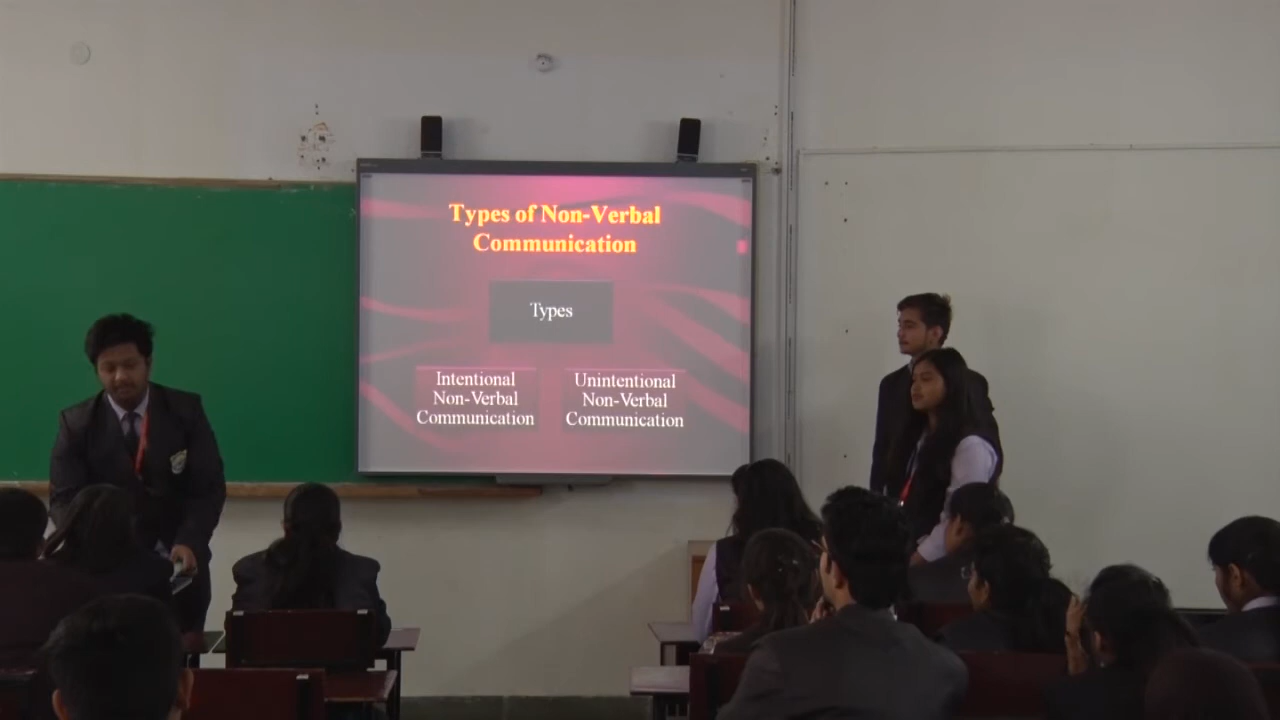 Types of Non-Verbal
Communication
Types
Intentional
Non-Verbal
Communication
Unintentional
Non-Verbal
Communication